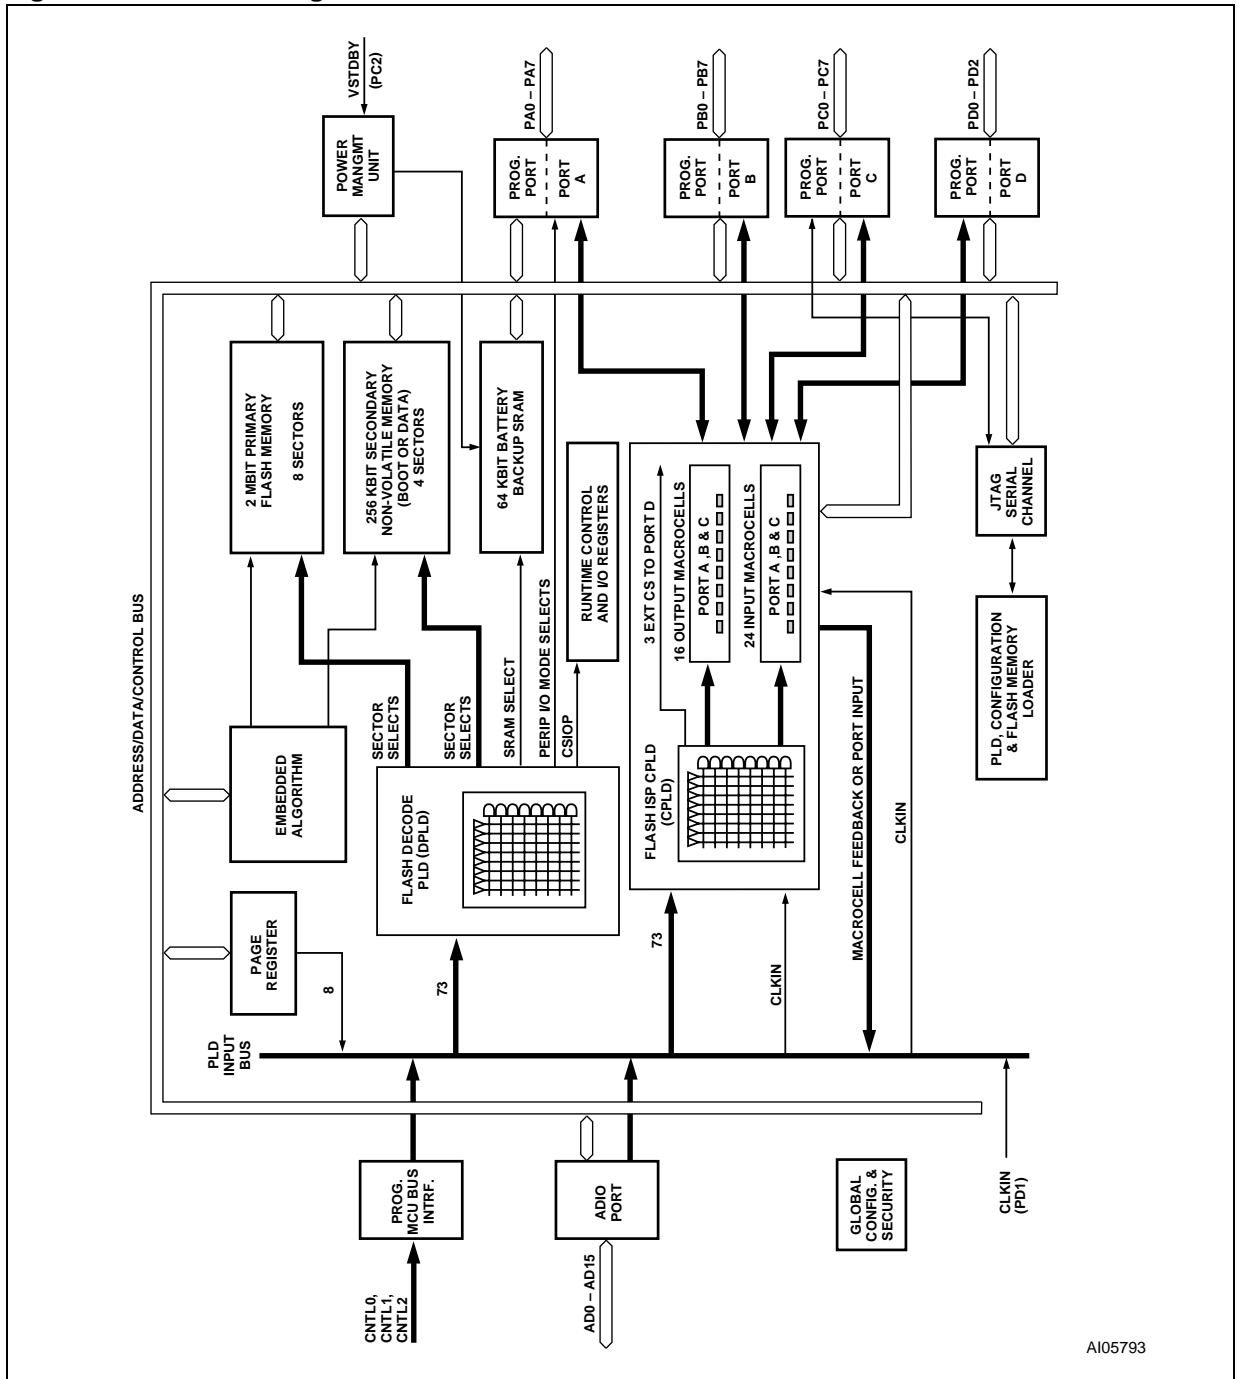 VSTDBY
(PC2)
PA0 – PA7
PB0 – PB7
PC0 – PC7
PD0 – PD2
POWER
MANGMT
UNIT
PROG.
PORT
PORT
A
PROG.
PORT
PORT
B
PROG.
PORT
PORT
C
PROG.
PORT
PORT
D
ADDRESS/DATA/CONTROL BUS
2 MBIT PRIMARY
FLASH MEMORY
8 SECTORS
256 KBIT SECONDARY
NON-VOLATILE MEMORY
(BOOT OR DATA)
4 SECTORS
64 KBIT BATTERY
BACKUP SRAM
RUNTIME CONTROL
AND I/O REGISTERS
3 EXT CS TO PORT D
16 OUTPUT MACROCELLS
PORT A ,B & C
24 INPUT MACROCELLS
PORT A ,B & C
JTAG
SERIAL
CHANNEL
PLD, CONFIGURATION
& FLASH MEMORY
LOADER
EMBEDDED
ALGORITHM
SECTOR
SELECTS
SECTOR
SELECTS
SRAM SELECT
PERIP I/O MODE SELECTS
CSIOP
FLASH DECODE
PLD (DPLD)
FLASH ISP CPLD
(CPLD)
MACROCELL FEEDBACK OR PORT INPUT
CLKIN
PAGE
REGISTER
8
73
73
CLKIN
PLD
INPUT
BUS
PROG.
MCU BUS
INTRF.
ADIO
PORT
GLOBAL
CONFIG. &
SECURITY
CLKIN
(PD1)
CNTL0,
CNTL1,
CNTL2
AD0 – AD15
AI05793